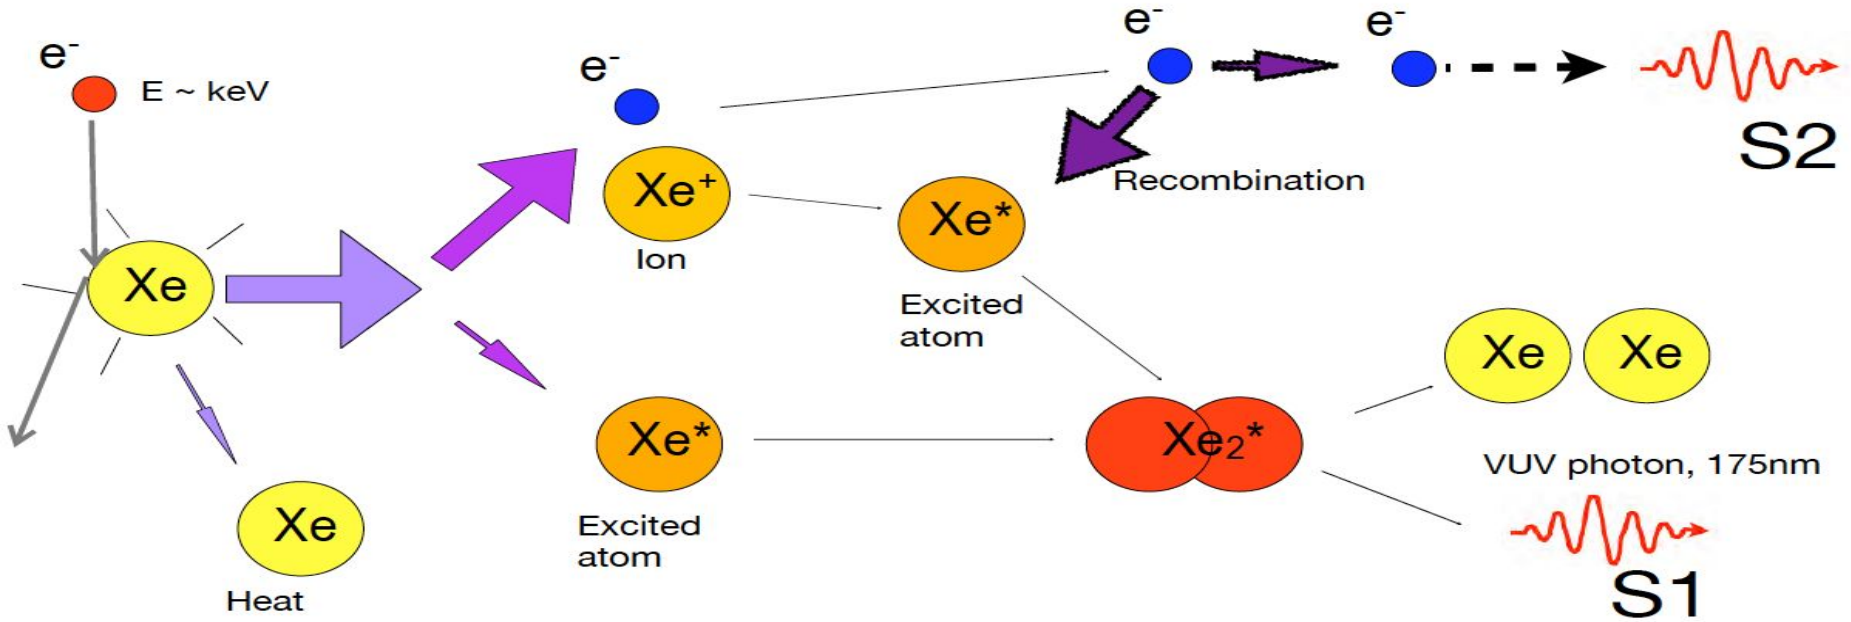 e-
E ~ keV
e-
e-
e-
S2
Xe+
Ion
Recombination
Xe*
Excited
atom
Xe
Xe
Heat
Xe*
Excited
atom
Xe2*
Xe
Xe
VUV photon, 175nm
S1